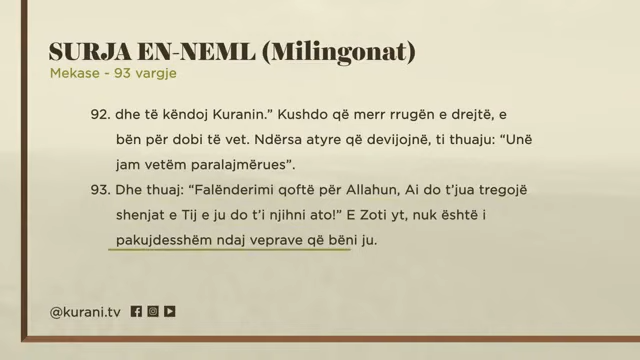 SURJA EN-NEML (Milingonat)
Mekase - 93 vargje
92. dhe të këndoj Kuranin.” Kushdo që merr rrugën e drejtë, e
bën për dobi të vet. Ndërsa atyre që devijojnë, ti thuaju: “Unë
jam vetëm paralajmërues”.
93. Dhe thuaj: “Falënderimi qoftë për Allahun, Ai do t’jua tregojë
shenjat e Tij e ju do t’i njihni ato!” E Zoti yt, nuk është i
pakujdesshëm ndaj veprave që bëni ju.
@kurani.tv